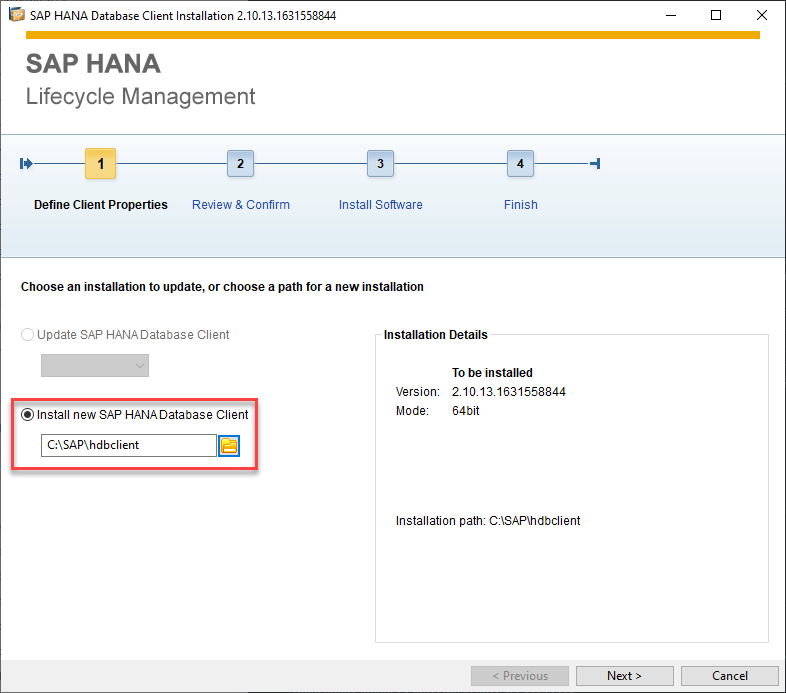 SAP HANA Database Client Installation 2.10.13.1631558844
SAP HANA
Lifecycle Management
1
2
3
4
Define Client Properties
Review & Confirm
Install Software
Finish
Choose an installation to update, or choose a path for a new installation
Update SAP HANA Database Client
Install new SAP HANA Database Client
C:\SAP\hdbclient
Installation Details
To be installed
Version: 2.10.13.1631558844
Mode: 64bit
Installation path: C:\SAP\hdbclient
< Previous
Next >
Cancel